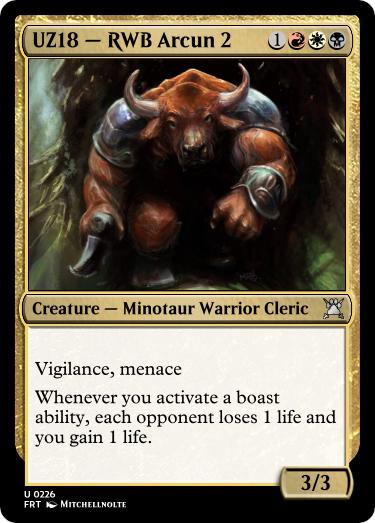 UZ18 — RWB Arcun 2 1
Creature — Minotaur Warrior Cleric
Vigilance, menace
Whenever you activate a boast
ability, each opponent loses 1 life and
you gain 1 life.
3/3
U 0226
FRT Mitchellnolte